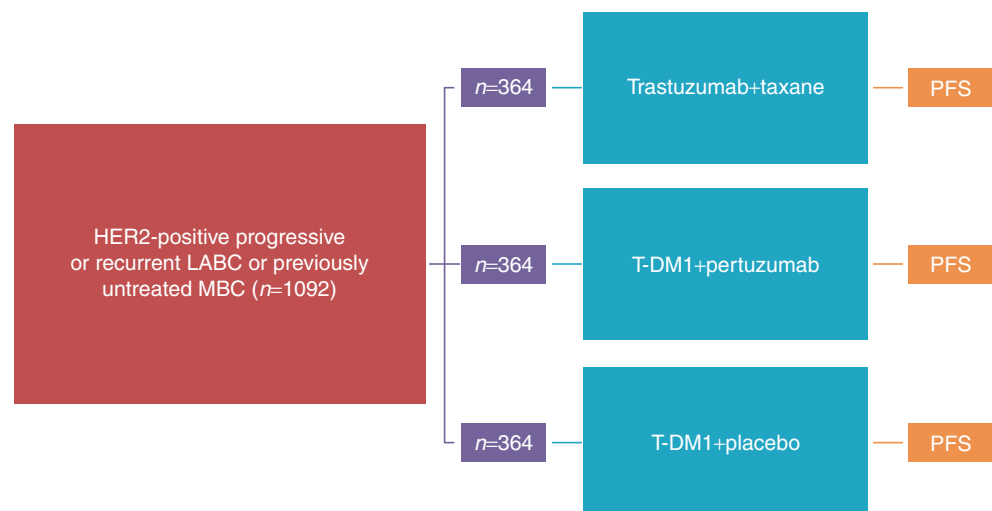 HER2-positive progressive
or recurrent LABC or previously
untreated MBC (n=1092)
n=364
Trastuzumab+taxane
PFS
n=364
T-DM1+pertuzumab
PFS
n=364
T-DM1+placebo
PFS